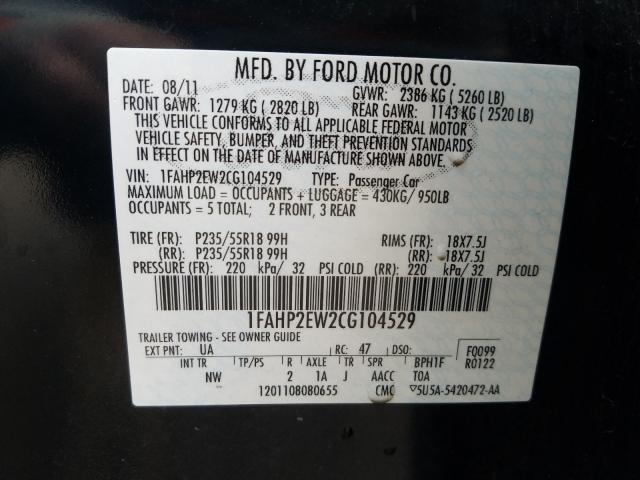 MFD. BY FORD MOTOR CO.
DATE: 08/11 GVWR: 2386 KG ( 5260 LB)
FRONT GAWR: 1279 KG ( 2820 LB) REAR GAWR: 1143 KG ( 2520 LB)
THIS VEHICLE CONFORMS TO ALL APPLICABLE FEDERAL MOTOR
VEHICLE SAFETY, BUMPER, AND THEFT PREVENTION STANDARDS
IN EFFECT ON THE DATE OF MANUFACTURE SHOWN ABOVE.
VIN: 1FAHP2EW2CG104529 TYPE: Passenger Car
MAXIMUM LOAD = OCCUPANTS + LUGGAGE = 430KG/ 950LB
OCCUPANTS = 5 TOTAL; 2 FRONT, 3 REAR
TIRE (FR): P235/55R18 99H RIMS (FR): 18X7.5J
(RR): P235/55R18 99H (RR): 18X7.5J
PRESSURE (FR): 220 kPa/ 32 PSI COLD (RR): 220 kPa/ 32 PSI COLD
1FAHP2EW2CG104529
TRAILER TOWING - SEE OWNER GUIDE
EXT PNT: UA RC: 47 DSO: F0099
R0122
INT TR TP/PS R AXLE TR SPR BPH1F
NW 2 1A J AACC TOA
1201108080655 CMC ▽5U5A-5420472-AA